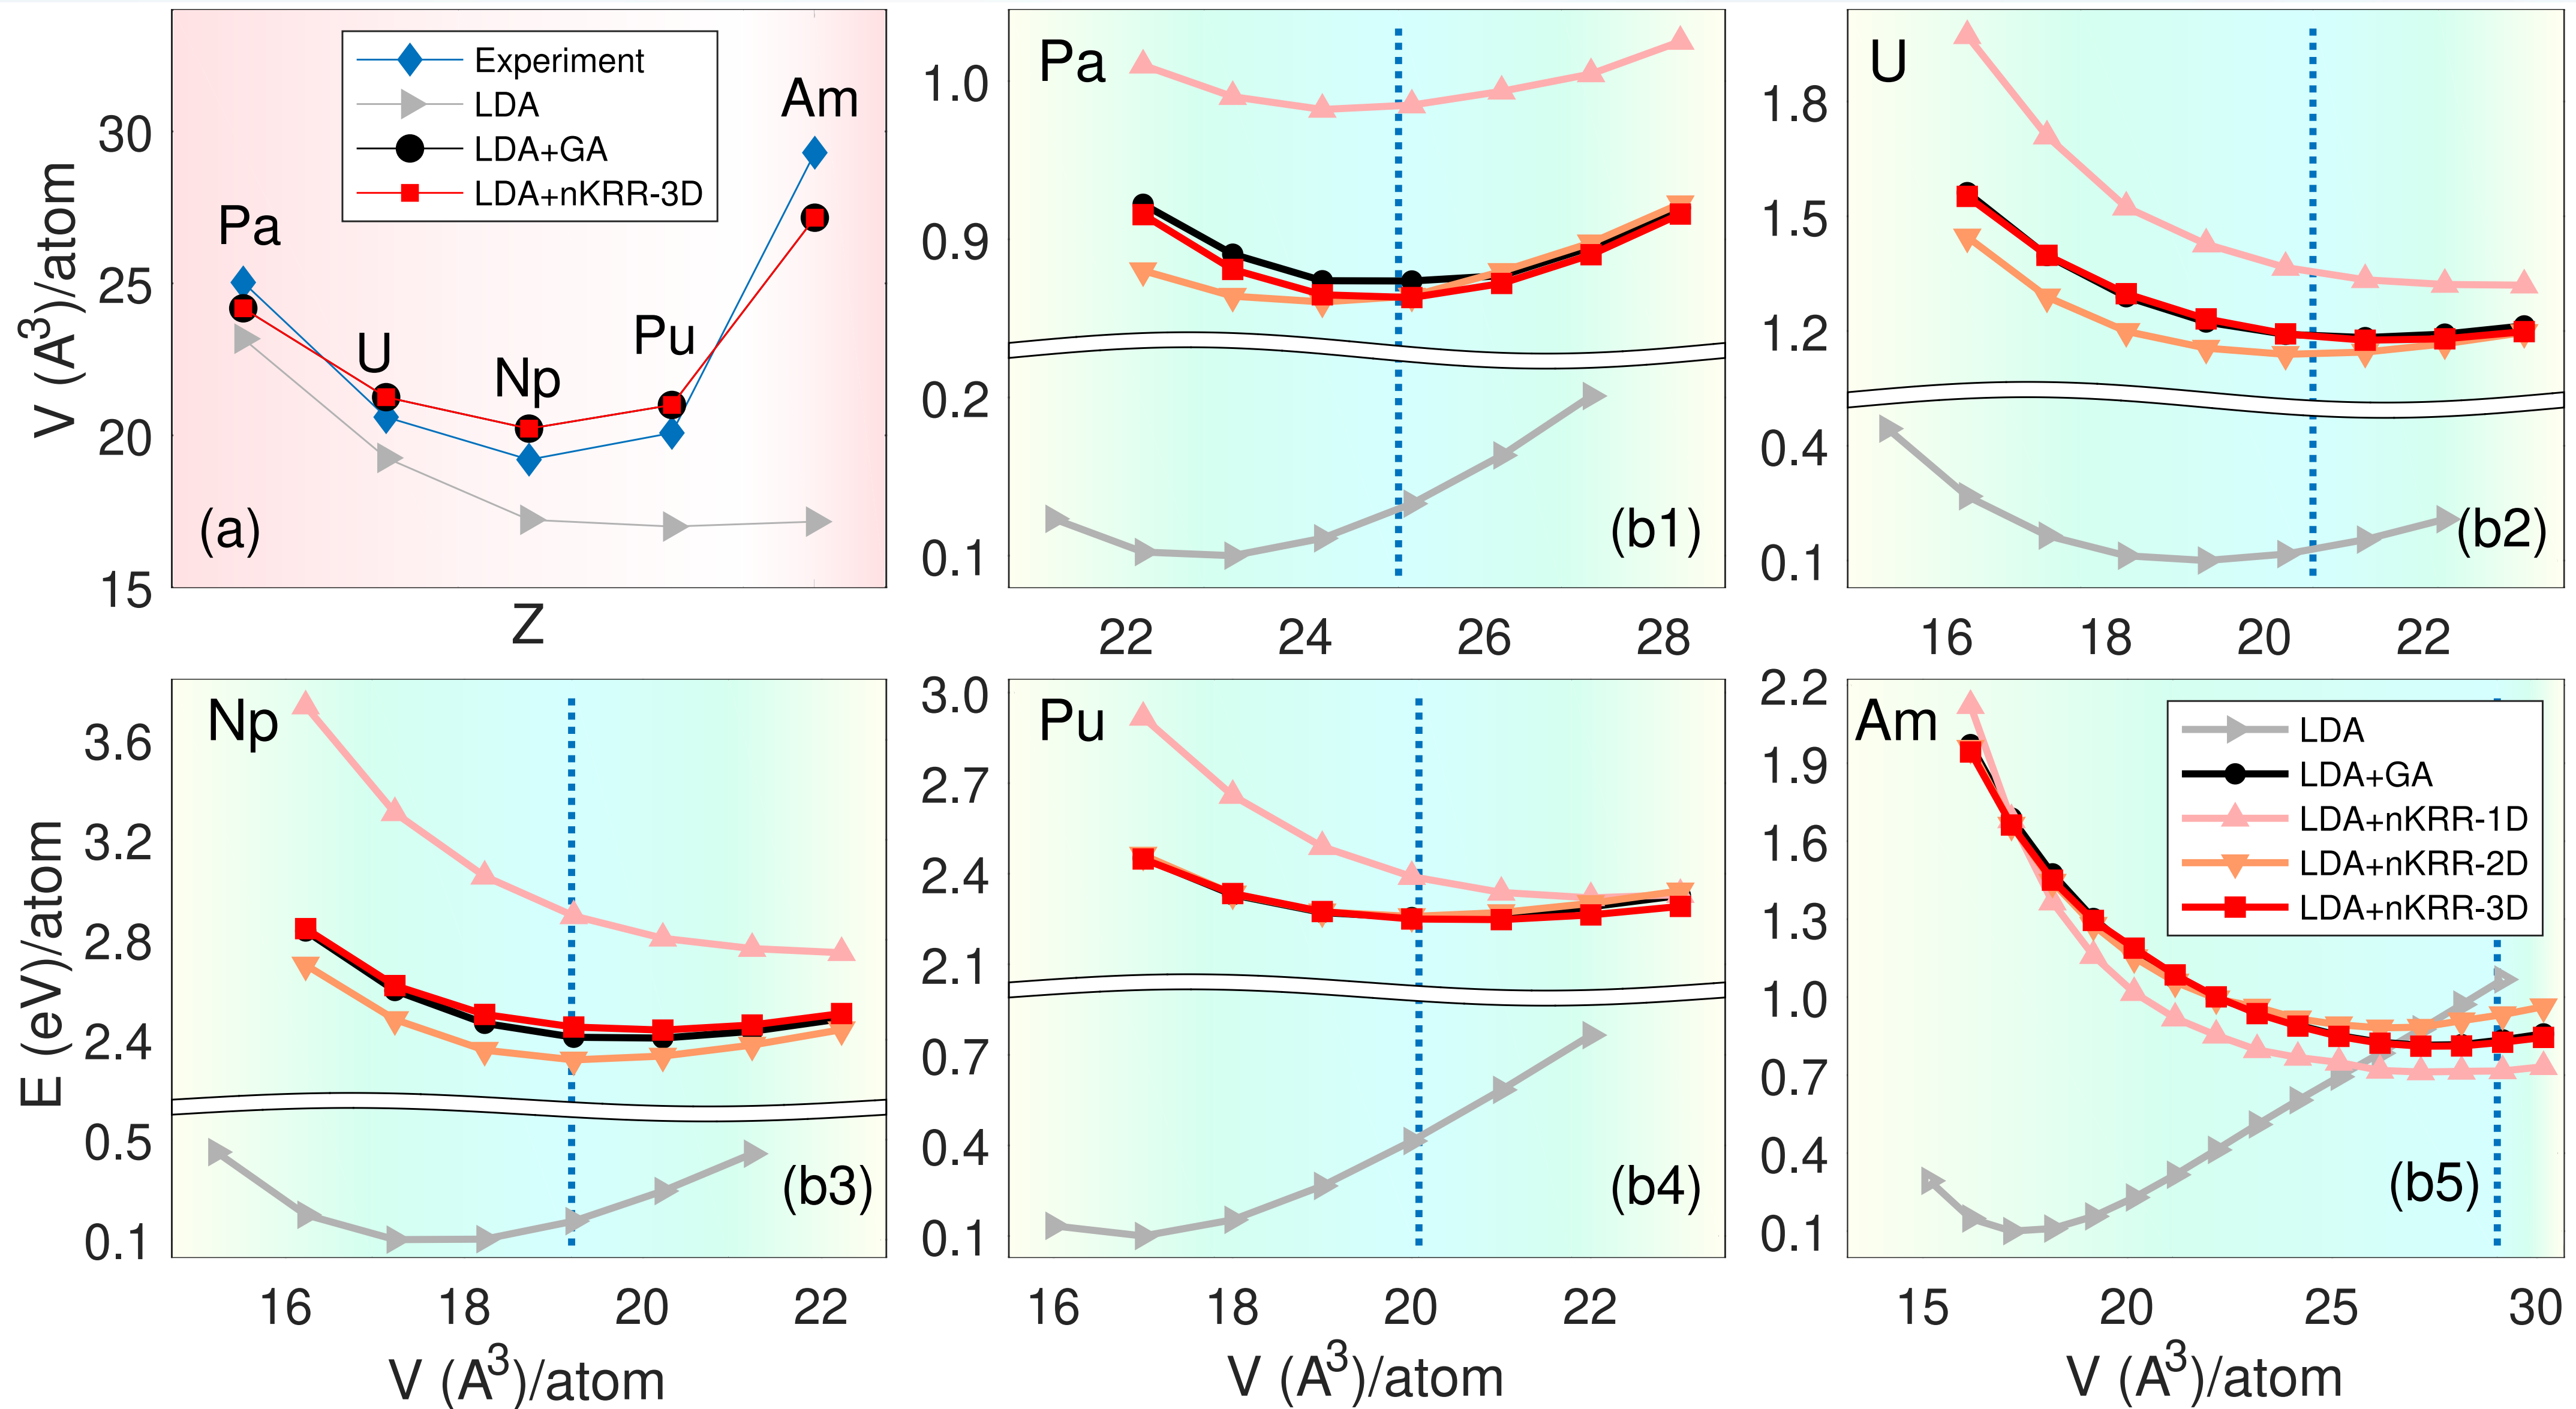 Experiment
LDA
LDA+GA
LDA+nKRR-3D
Pa
U
Np
Pu
Am
30
25
20
15
V (A^3)/atom
Z
(a)
Pa
1.0
0.9
0.2
0.1
22 24 26 28
(b1)
U
1.8
1.5
1.2
0.4
0.1
16 18 20 22
(b2)
Np
3.6
3.2
2.8
2.4
0.5
0.1
E (eV)/atom
16 18 20 22
V (A^3)/atom
(b3)
Pu
3.0
2.7
2.4
2.1
0.7
0.4
0.1
16 18 20 22
V (A^3)/atom
(b4)
Am
2.2
1.9
1.6
1.3
1.0
0.7
0.4
0.1
LDA
LDA+GA
LDA+nKRR-1D
LDA+nKRR-2D
LDA+nKRR-3D
(b5)
15 20 25 30
V (A^3)/atom